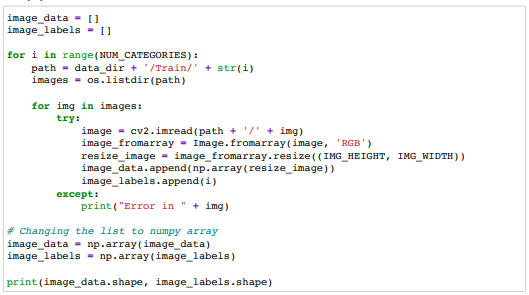 image_data = []
image_labels = []

for i in range(NUM_CATEGORIES):
    path = data_dir + '/Train/' + str(i)
    images = os.listdir(path)

    for img in images:
        try:
            image = cv2.imread(path + '/' + img)
            image_fromarray = Image.fromarray(image, 'RGB')
            resize_image = image_fromarray.resize((IMG_HEIGHT, IMG_WIDTH))
            image_data.append(np.array(resize_image))
            image_labels.append(i)
        except:
            print("Error in " + img)

# Changing the list to numpy array
image_data = np.array(image_data)
image_labels = np.array(image_labels)

print(image_data.shape, image_labels.shape)